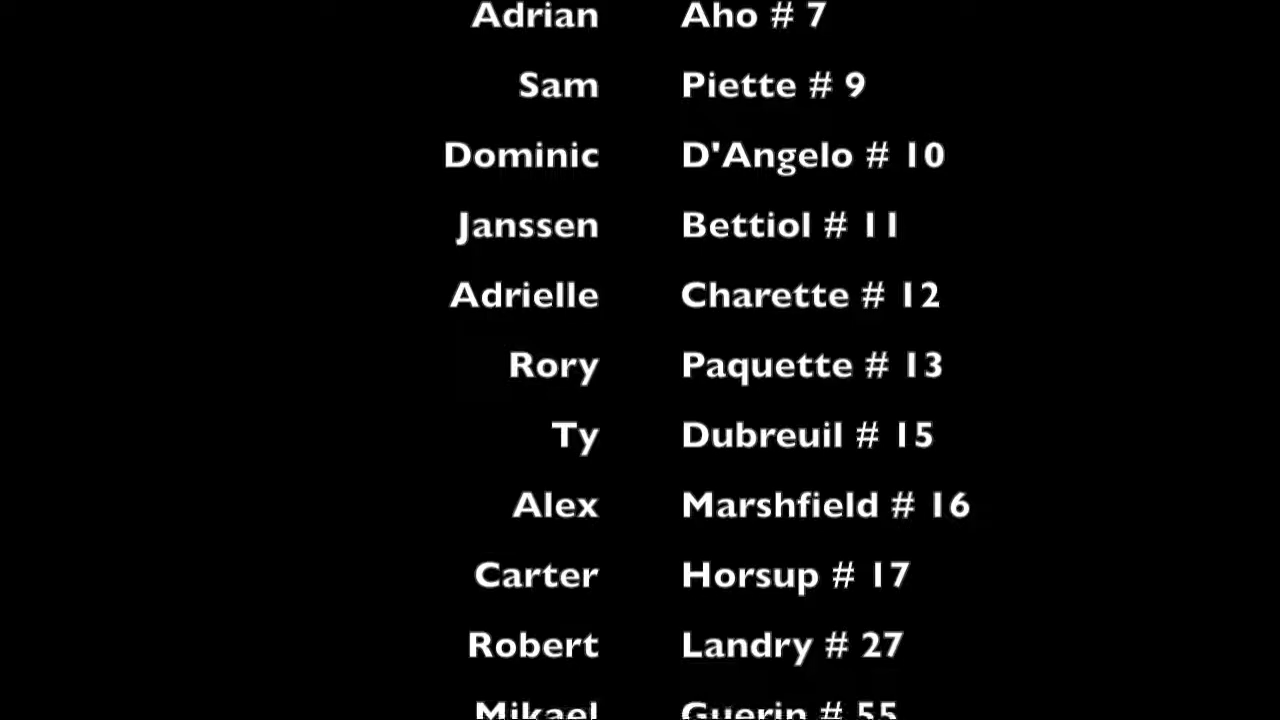 Adrian Aho # 7
Sam Piette # 9
Dominic D'Angelo # 10
Janssen Bettiol # 11
Adrielle Charette # 12
Rory Paquette # 13
Ty Dubreuil # 15
Alex Marshfield # 16
Carter Horsup # 17
Robert Landry # 27
Mikael Guerin # 55